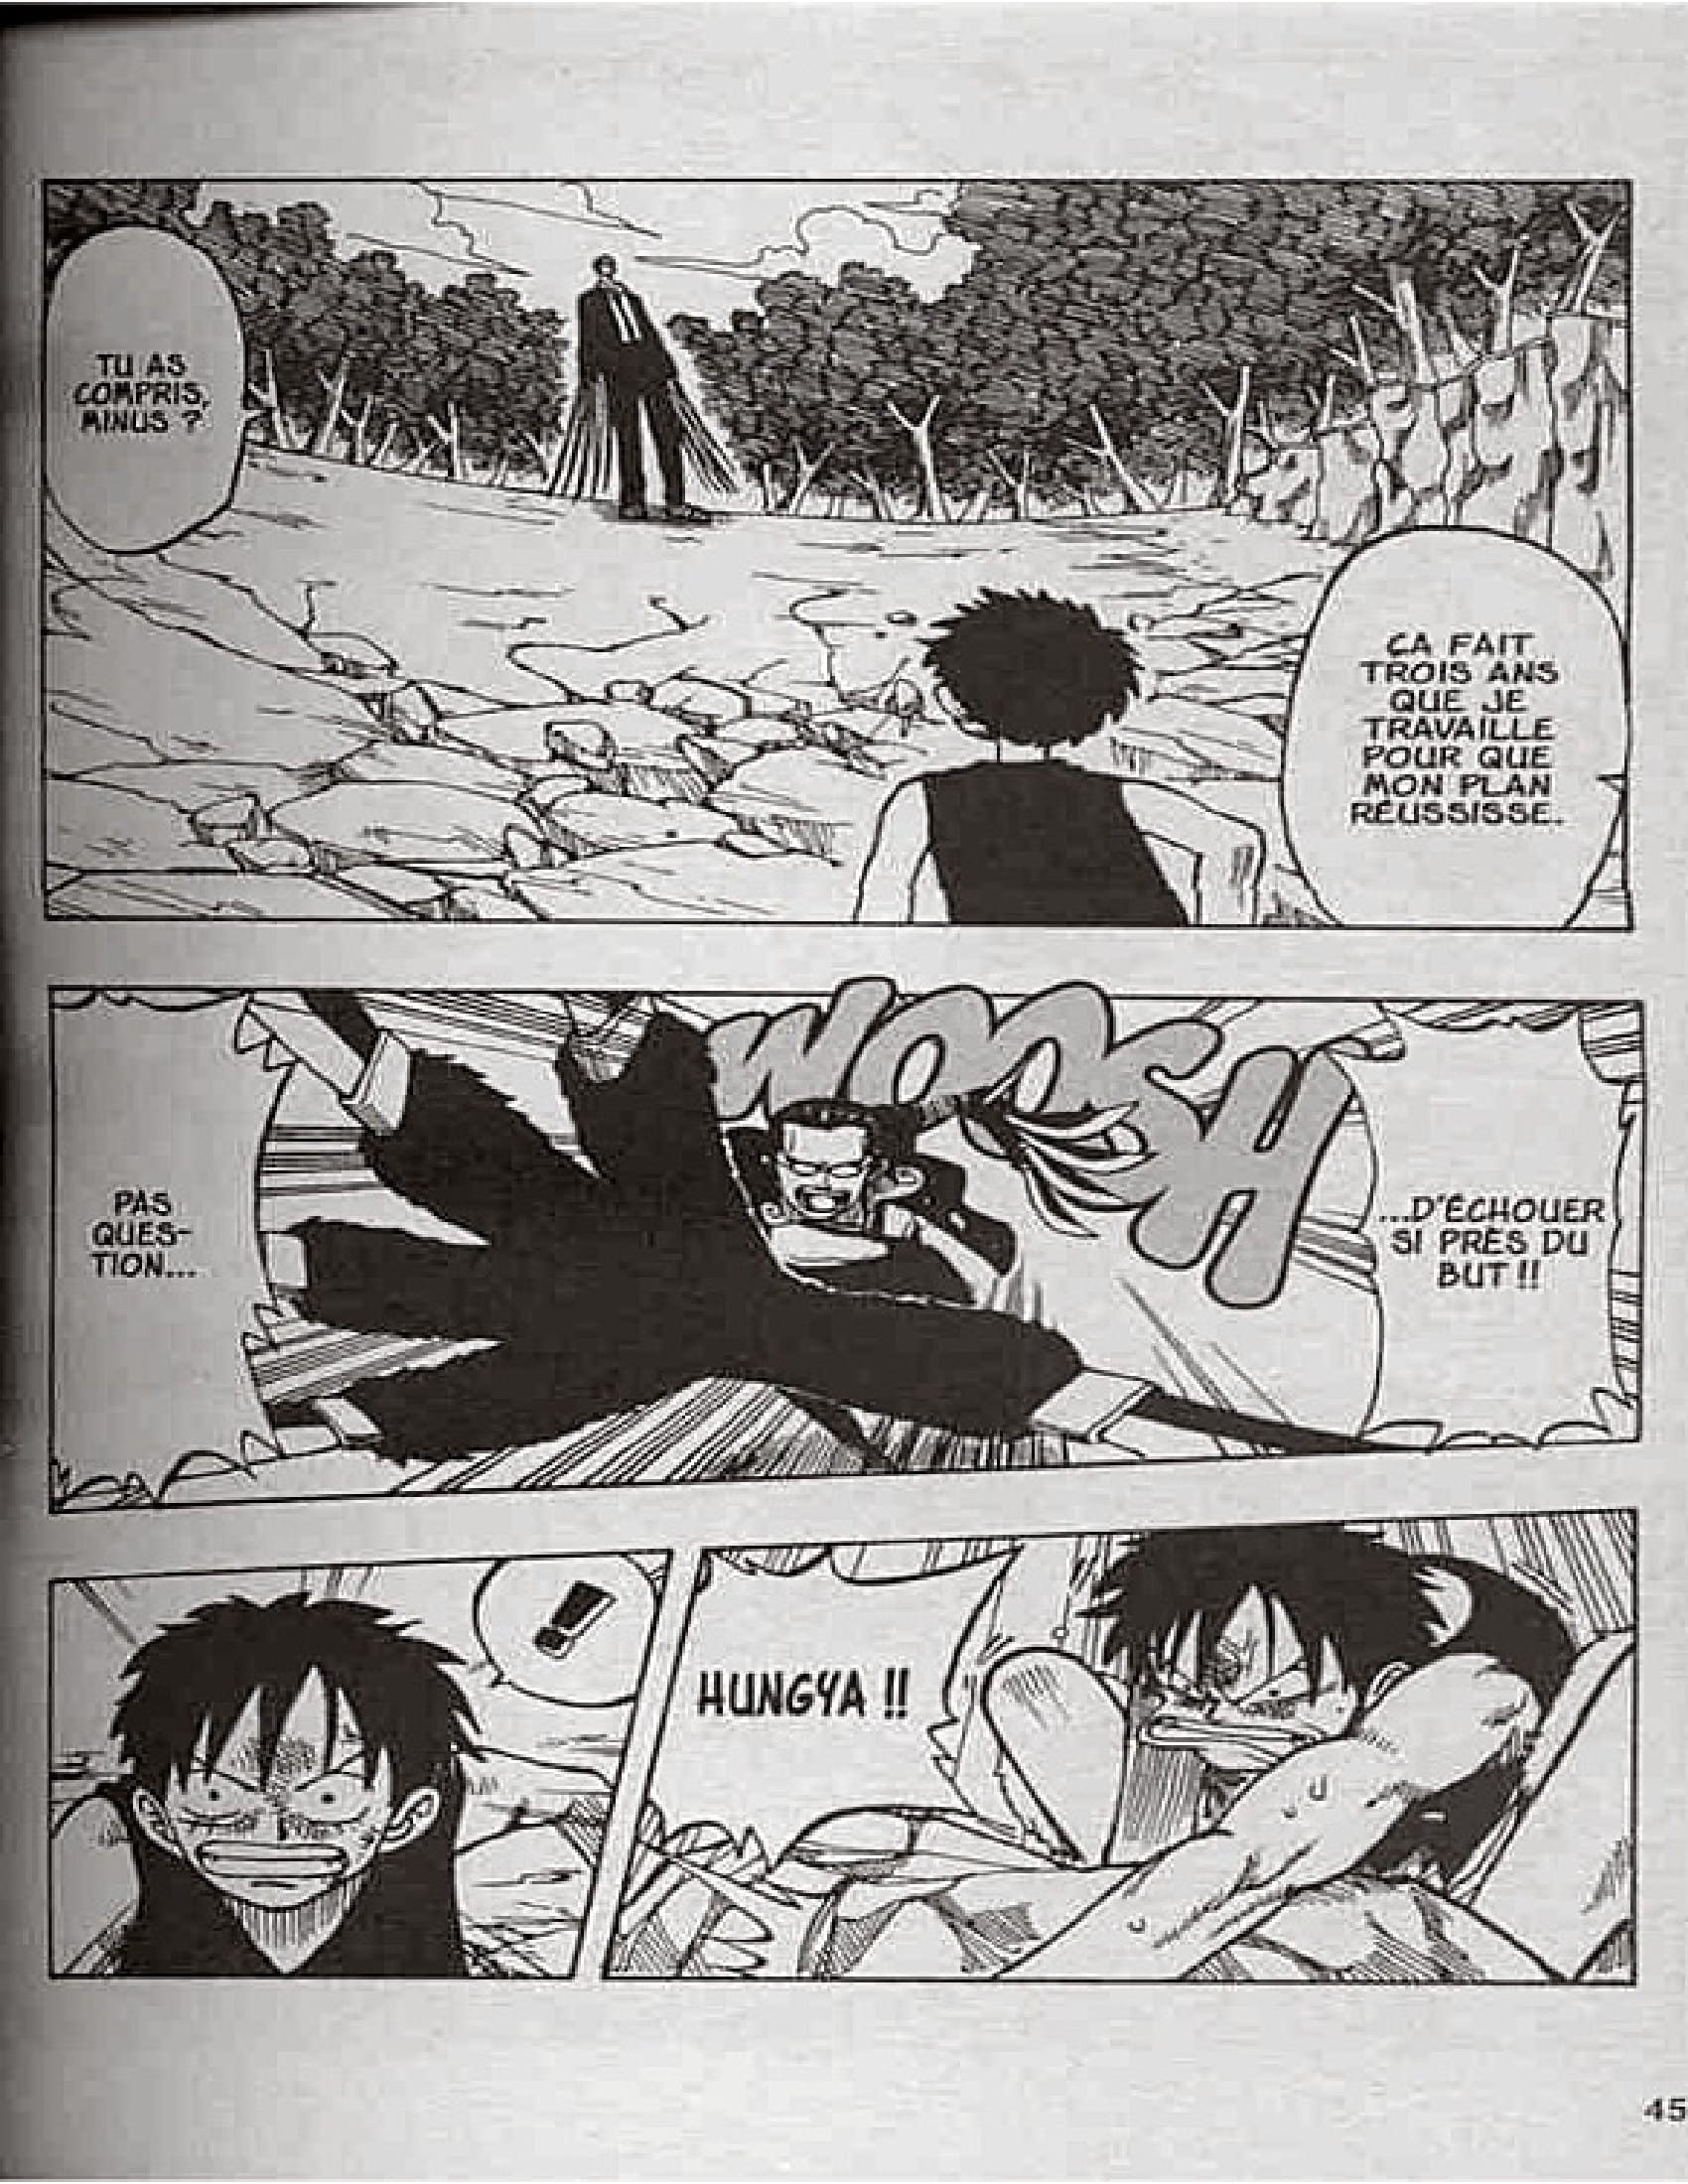 TU AS
COMPRIS,
MINUS ?
ÇA FAIT
TROIS ANS
QUE JE
TRAVAILLE
POUR QUE
MON PLAN
RÉUSSISSE.
PAS
QUES-
TION...
WOOSH
...D'ÉCHOUER
SI PRÈS DU
BUT !!
!
HUNGYA !!
45